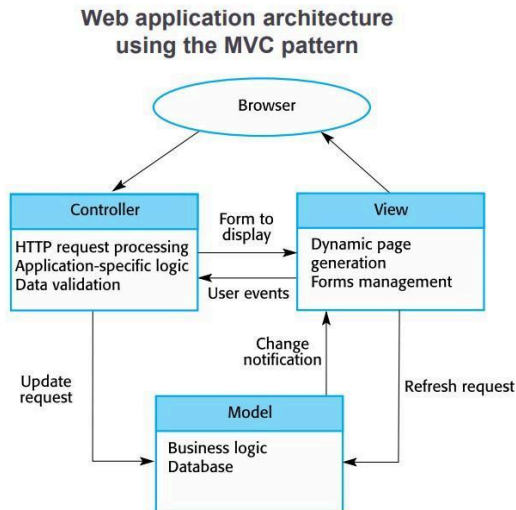 Web application architecture
using the MVC pattern
Browser
Controller
HTTP request processing
Application-specific logic
Data validation
Form to
display
User events
View
Dynamic page
generation
Forms management
Update
request
Change
notification
Refresh request
Model
Business logic
Database